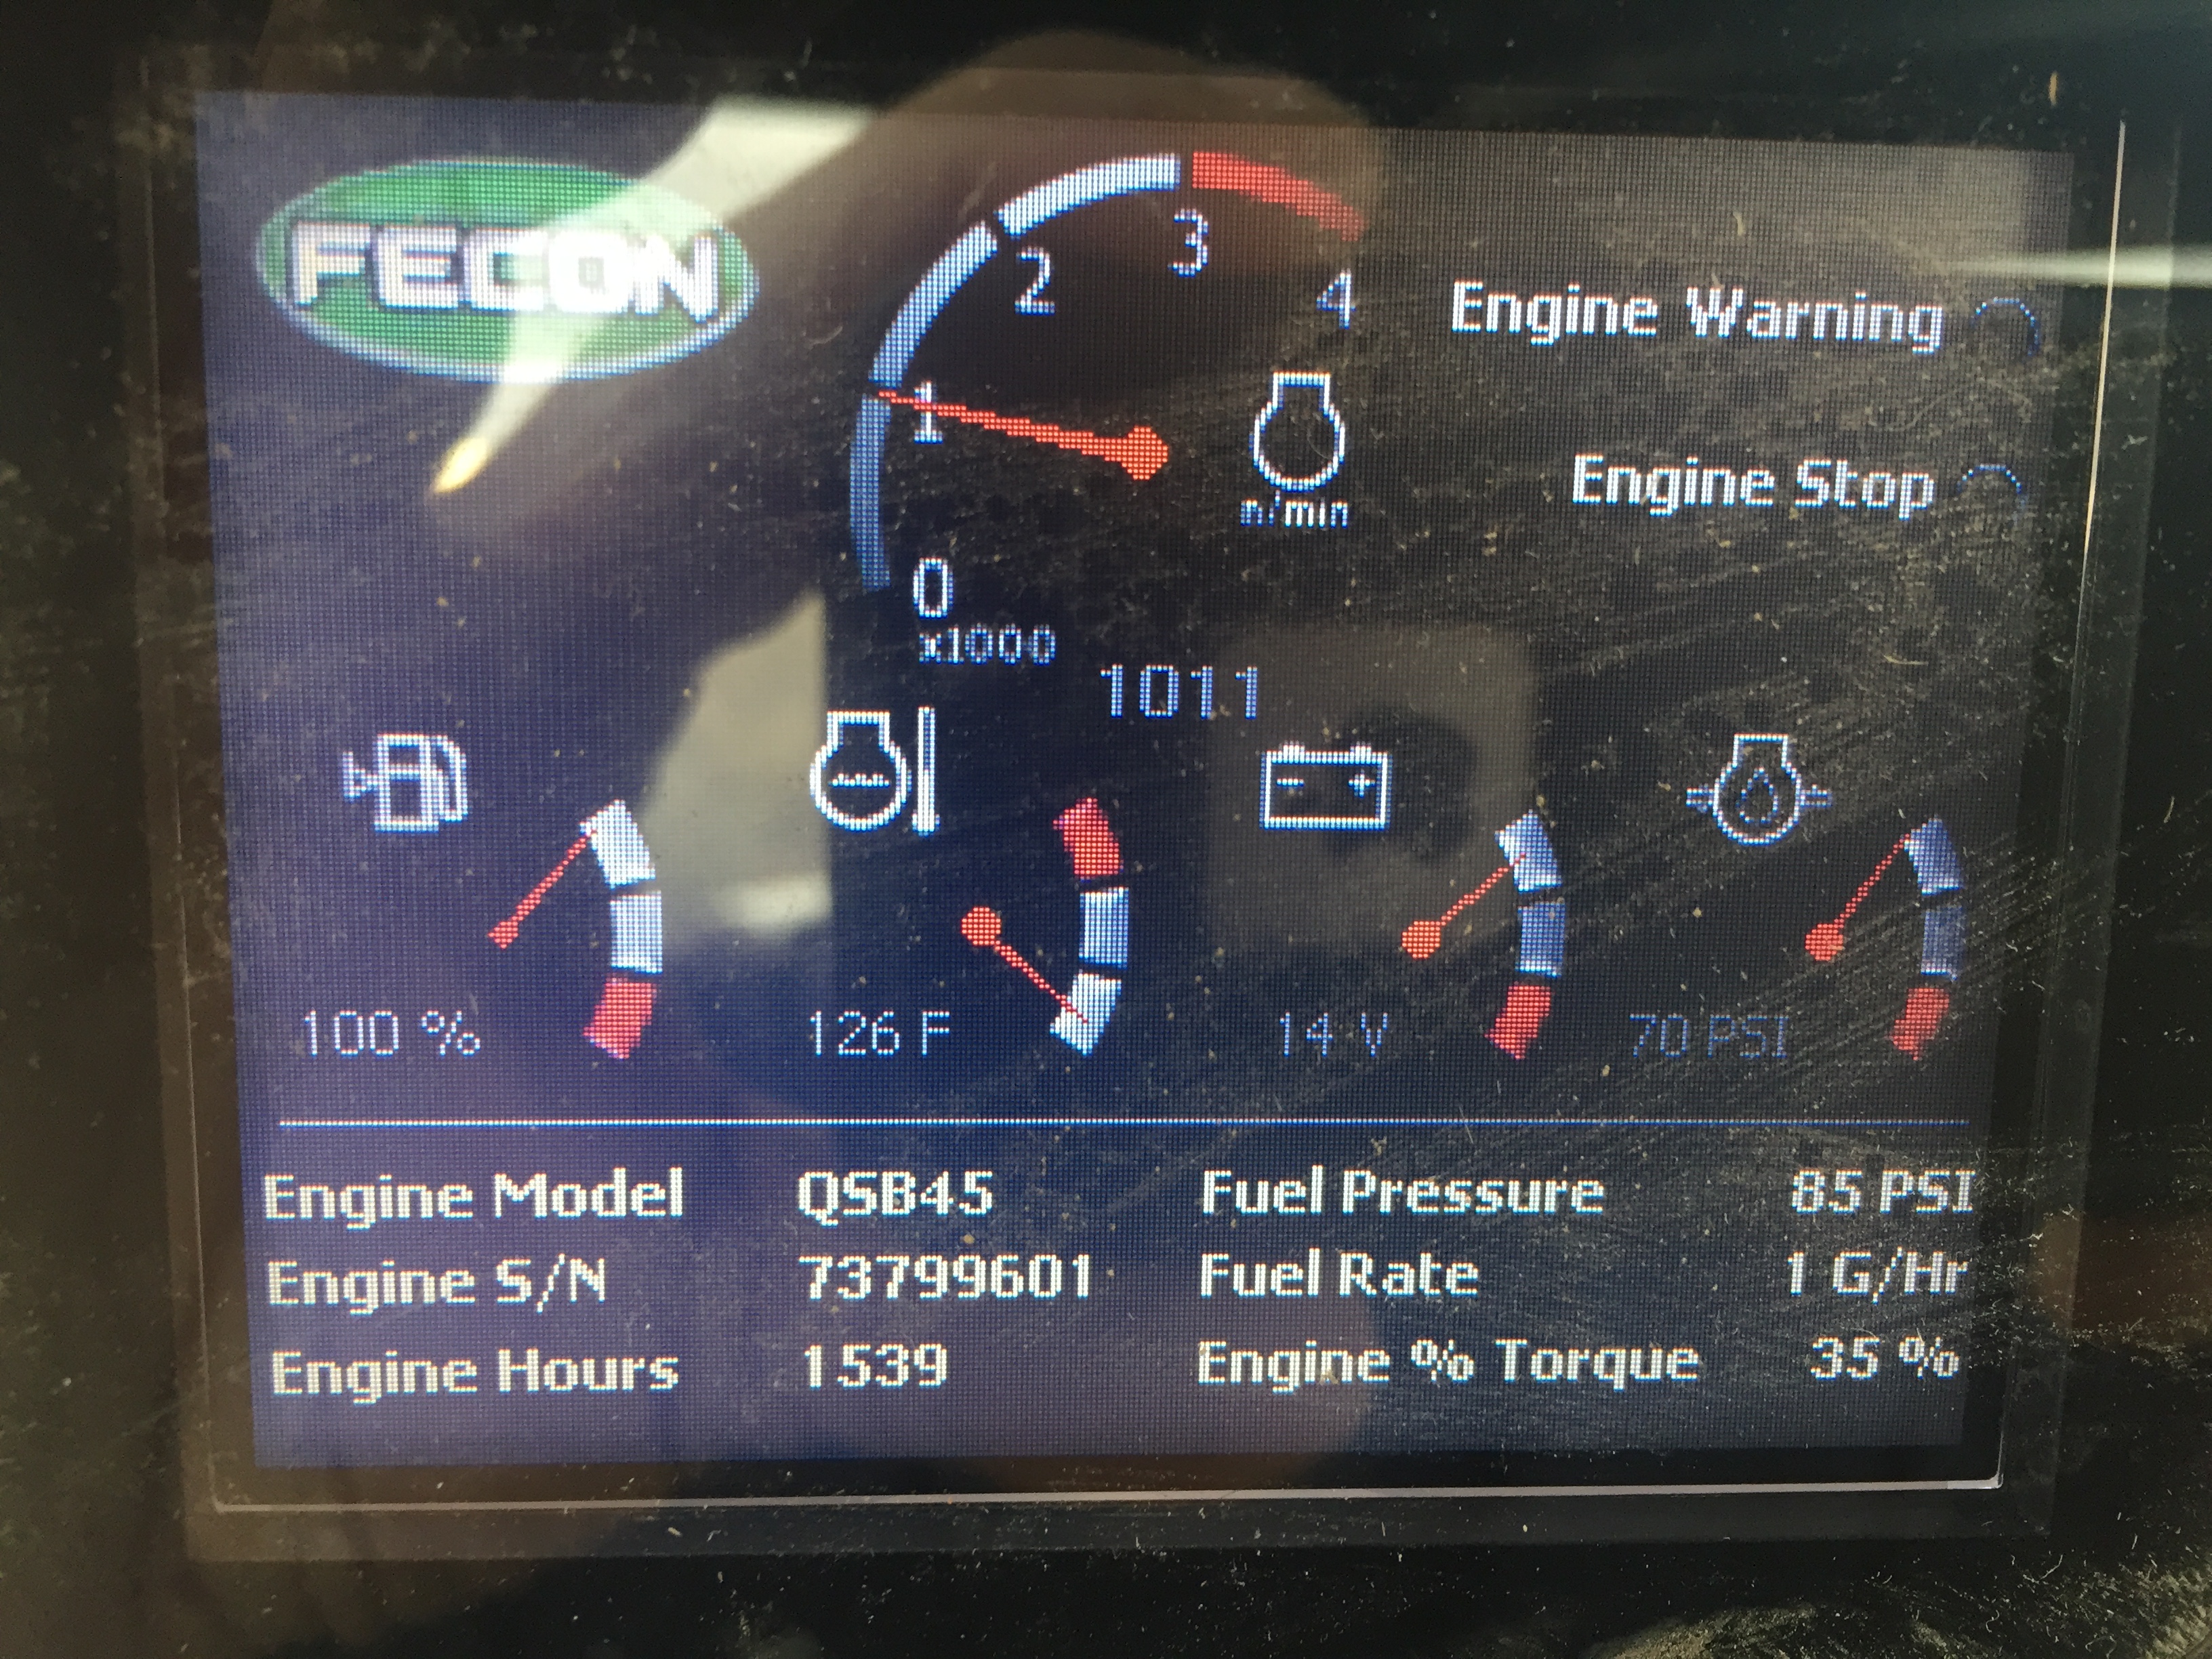 FECON
1
2
3
4
0
x1000
n/min
1011
Engine Warning
Engine Stop
100 %
126 F
14 V
70 PSI
Engine Model QSB45 Fuel Pressure 85 PSI
Engine S/N 73799601 Fuel Rate 1 G/Hr
Engine Hours 1539 Engine % Torque 35 %